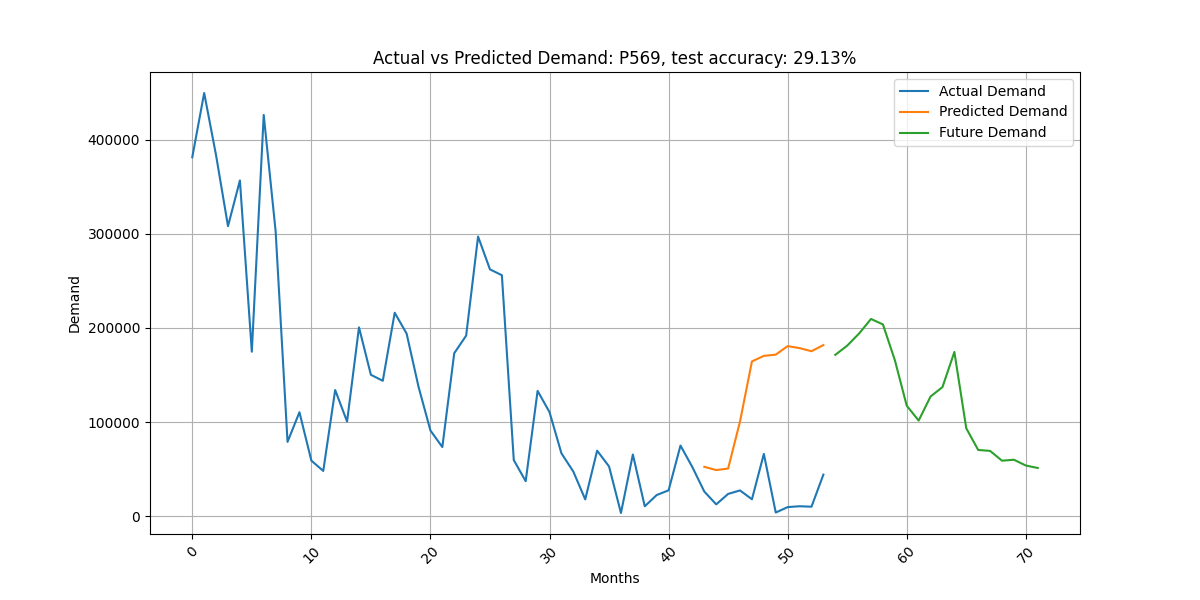 Actual vs Predicted Demand: P569, test accuracy: 29.13%
Actual Demand
Predicted Demand
Future Demand
400000
300000
200000
100000
0
Demand
0 10 20 30 40 50 60 70
Months